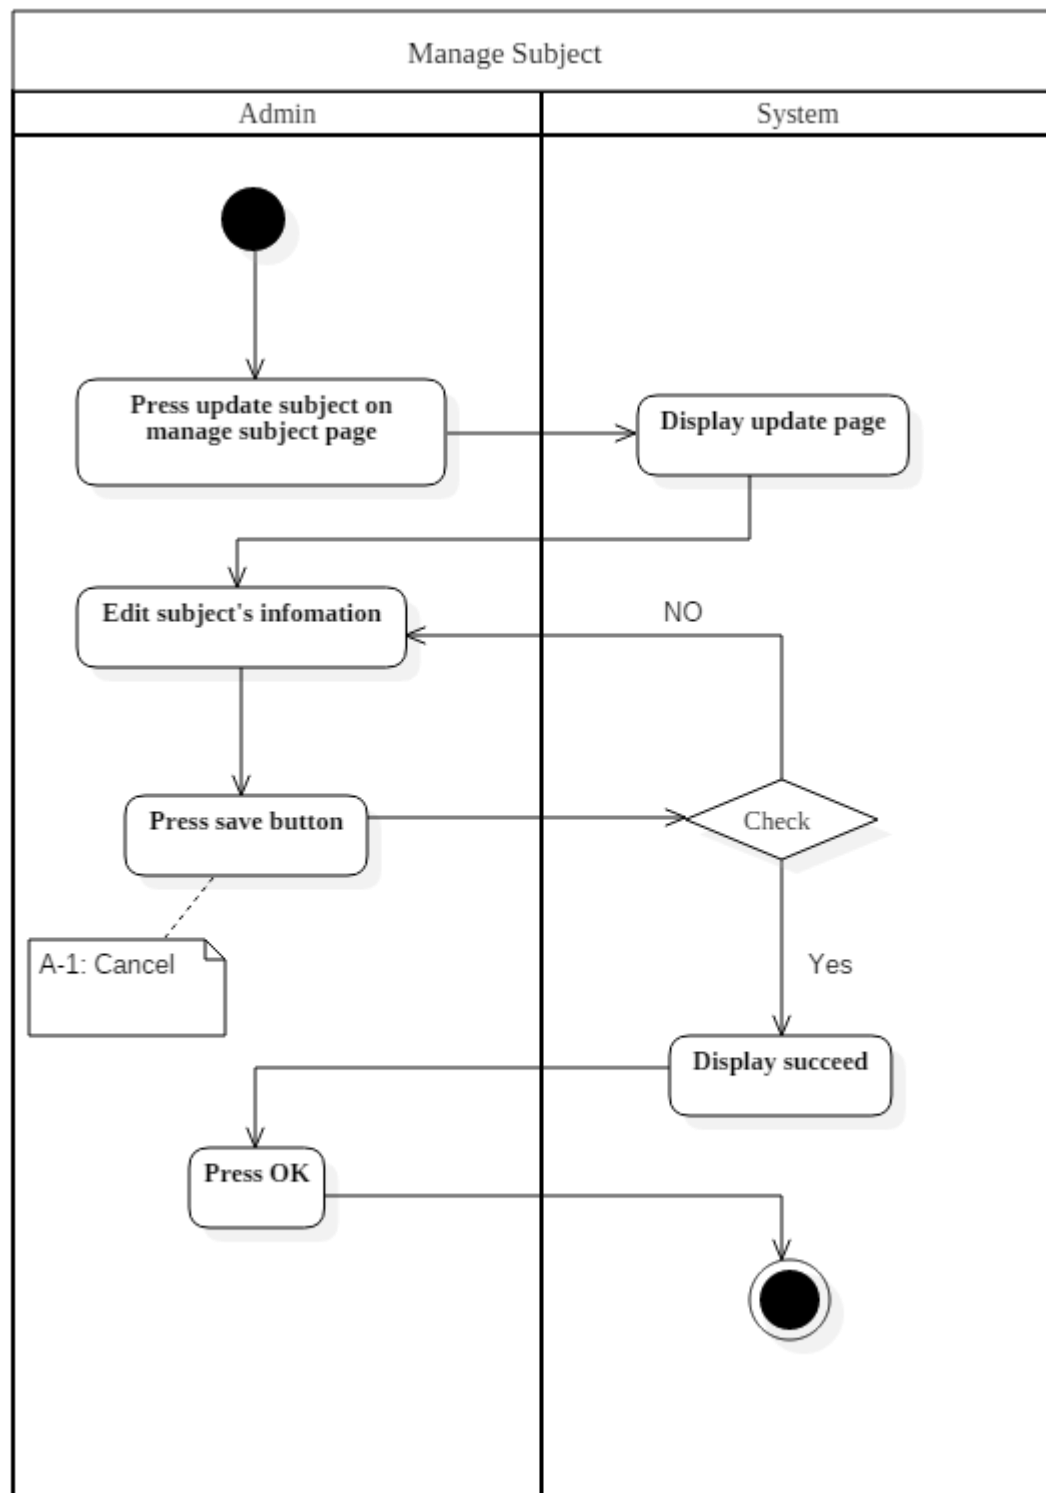 Manage Subject
Admin
System
Press update subject on
manage subject page
Display update page
Edit subject's infomation
NO
Press save button
Check
A-1: Cancel
Yes
Display succeed
Press OK